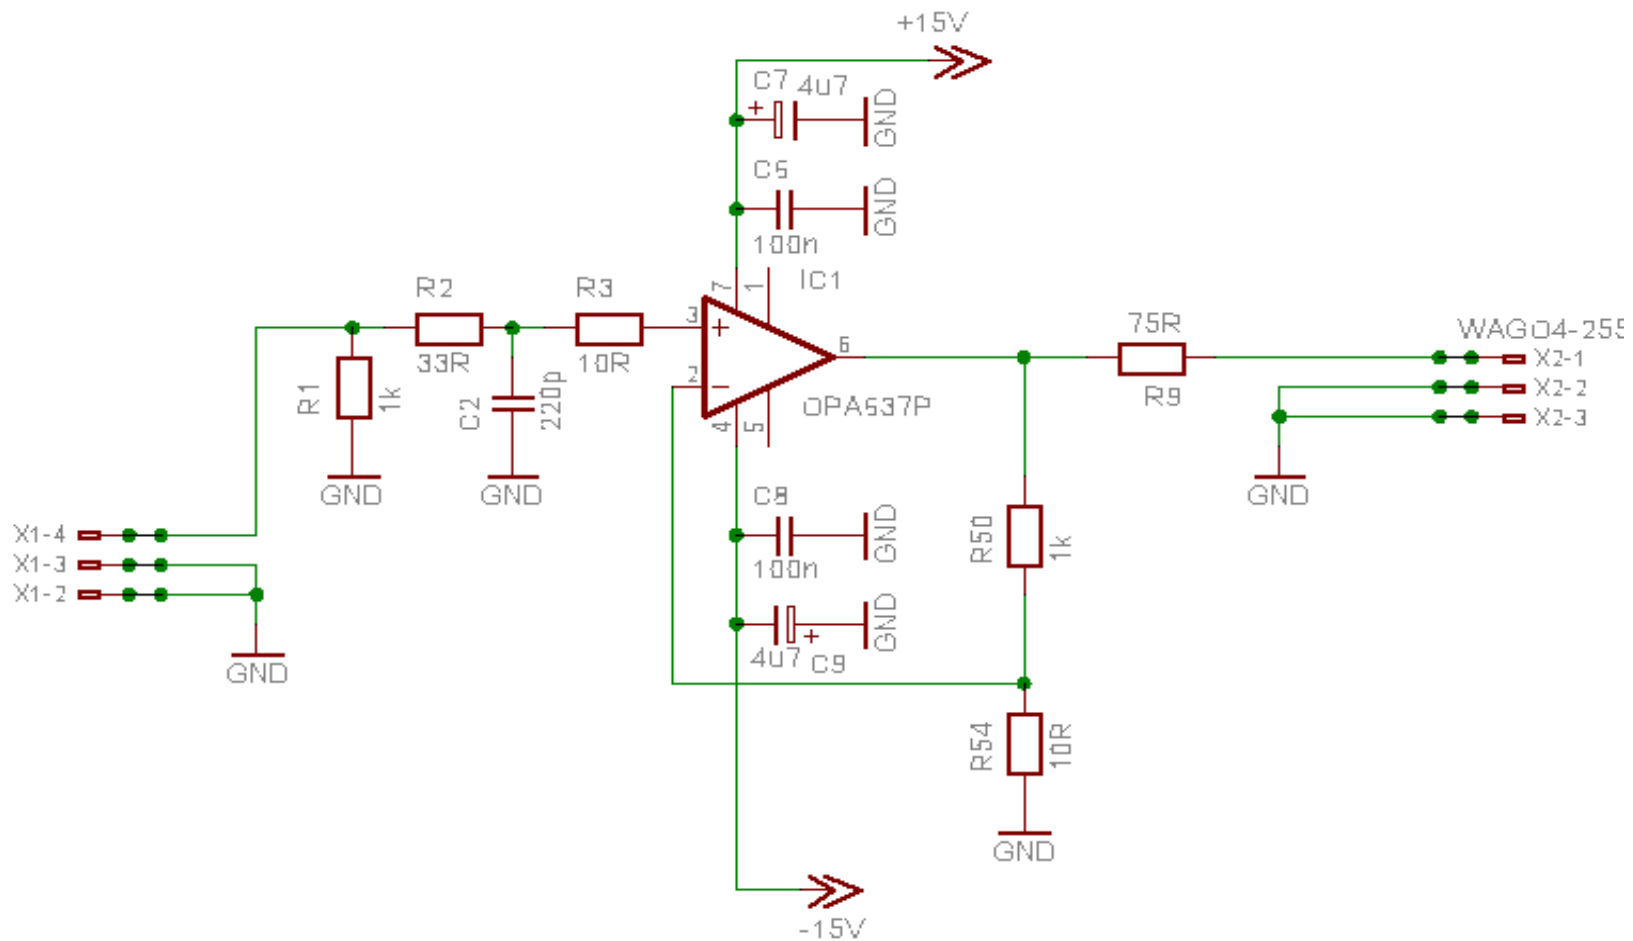 +15V
C7 4u7
+
GND
C6
GND
100n
IC1
7
1
R2
R3
3
+
33R
10R
6
75R
WAGO4-255
X2-1
R9
X2-2
X2-3
R1
1k
C2
220p
2
-
OPA637P
4
5
GND
GND
GND
X1-4
X1-3
X1-2
GND
C8
GND
100n
R50
1k
GND
+
4u7
C9
R54
10R
GND
-15V